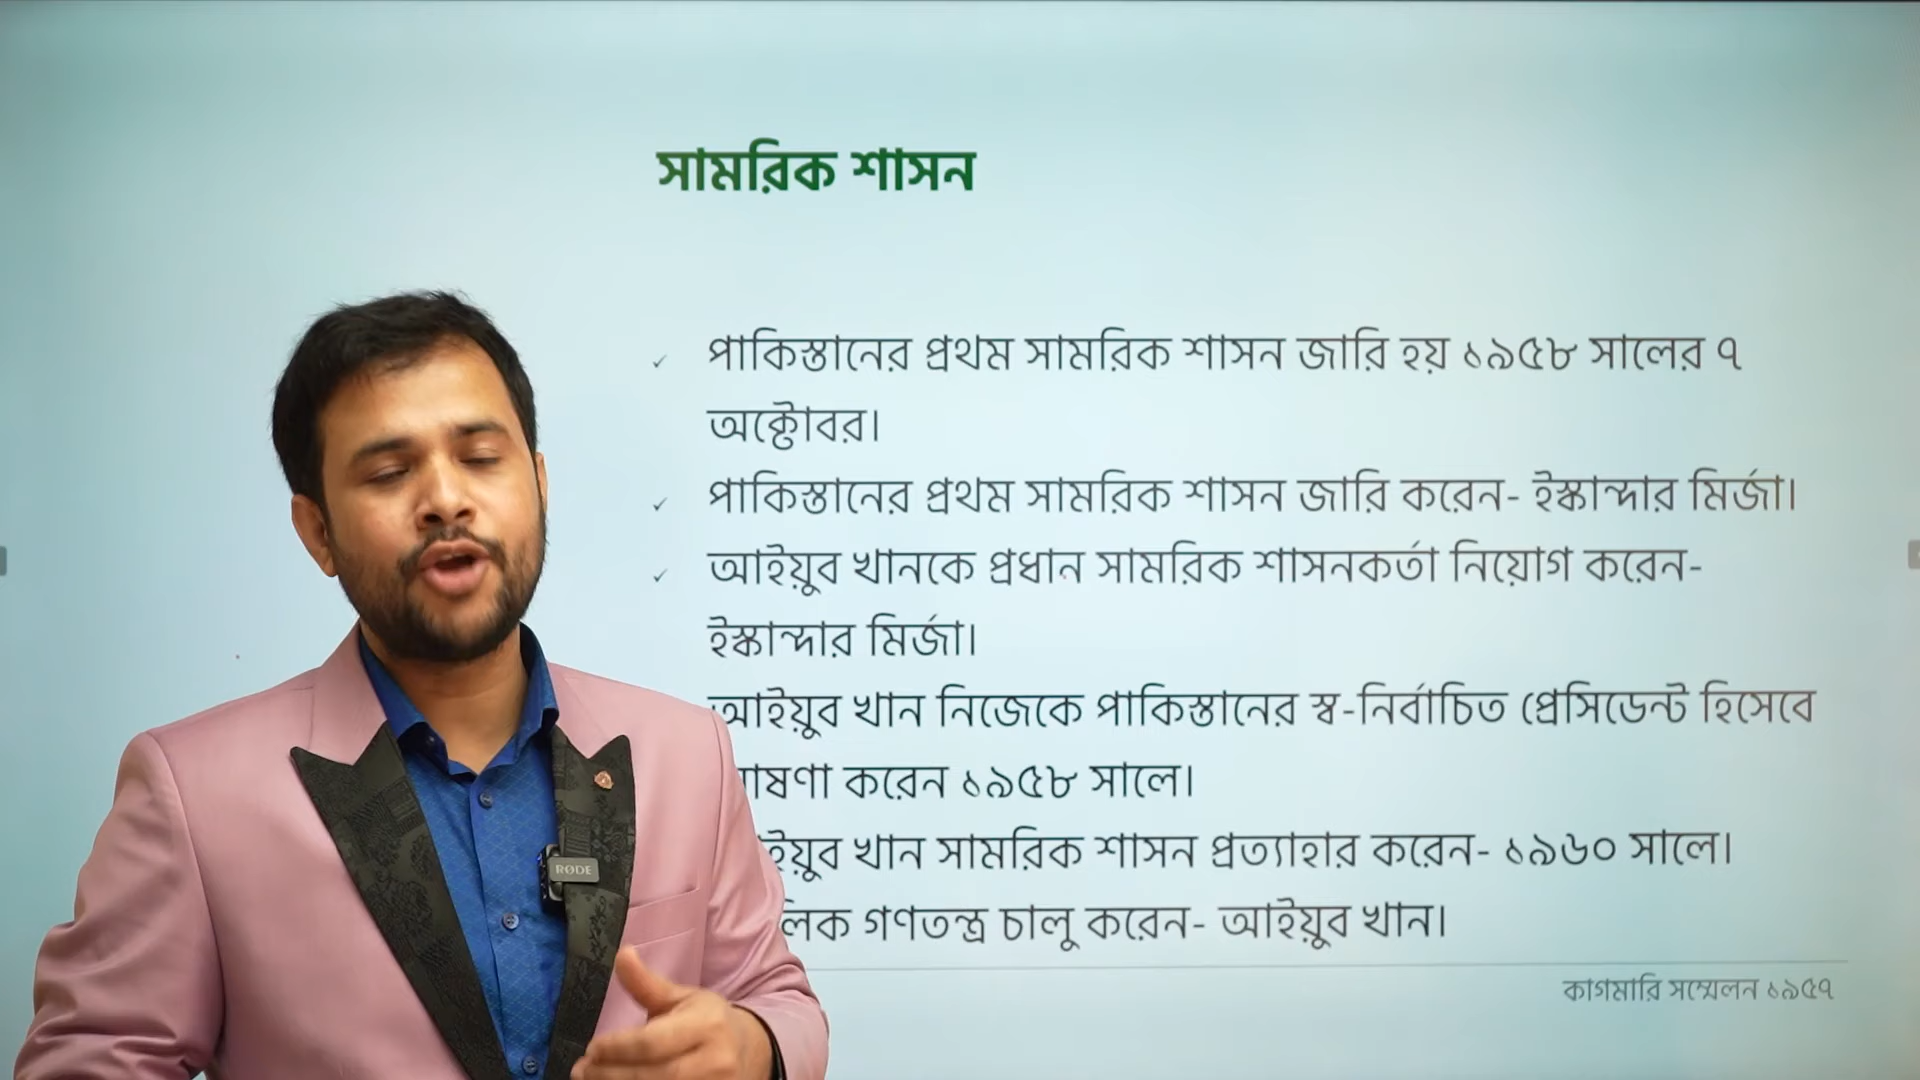 সামরিক শাসন
পাকিস্তানের প্রথম সামরিক শাসন জারি হয় ১৯৫৮ সালের ৭
অক্টোবর।
পাকিস্তানের প্রথম সামরিক শাসন জারি করেন- ইস্কান্দার মির্জা।
আইয়ুব খানকে প্রধান সামরিক শাসনকর্তা নিয়োগ করেন-
ইস্কান্দার মির্জা।
আইয়ুব খান নিজেকে পাকিস্তানের স্ব-নির্বাচিত প্রেসিডেন্ট হিসেবে
করেন ১৯৫৮ সালে।
খান সামরিক শাসন প্রত্যাহার করেন- ১৯৬০ সালে।
গণতন্ত্র চালু করেন- আইয়ুব খান।
RØDE
কাগমারি সম্মেলন ১৯৫৭